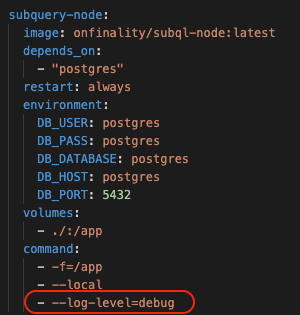 subquery-node:
image: onfinality/subql-node:latest
depends_on:
- "postgres"
restart: always
environment:
DB_USER: postgres
DB_PASS: postgres
DB_DATABASE: postgres
DB_HOST: postgres
DB_PORT: 5432
volumes:
- ./:/app
command:
- -f=/app
- --local
- --log-level=debug